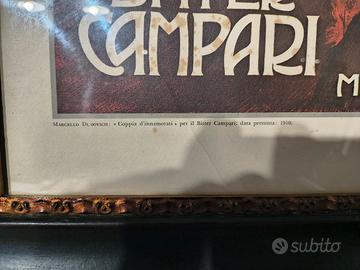 BITTER
CAMPARI
M
MARCELLO DUDOVICH: « Coppia d'innamorati » per il Bitter Campari; data presunta: 1910.
subito